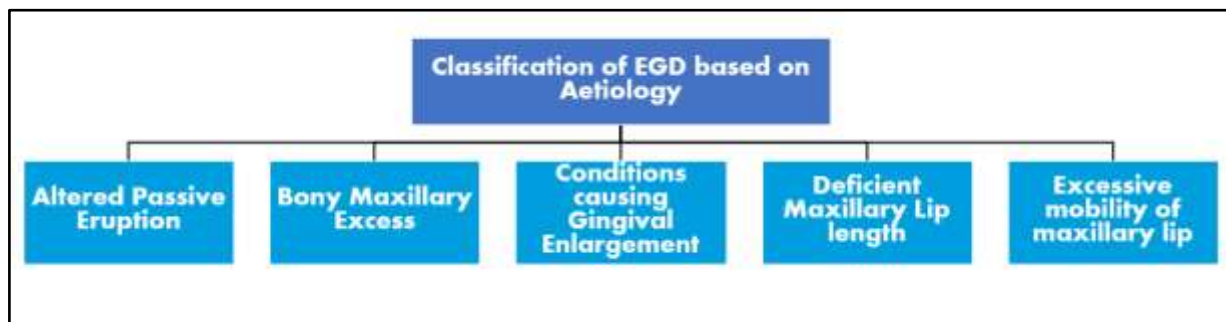 Classification of EGD based on
Aetiology
Altered Passive
Eruption
Bony Maxillary
Excess
Conditions
causing
Gingival
Enlargement
Deficient
Maxillary Lip
length
Excessive
mobility of
maxillary lip